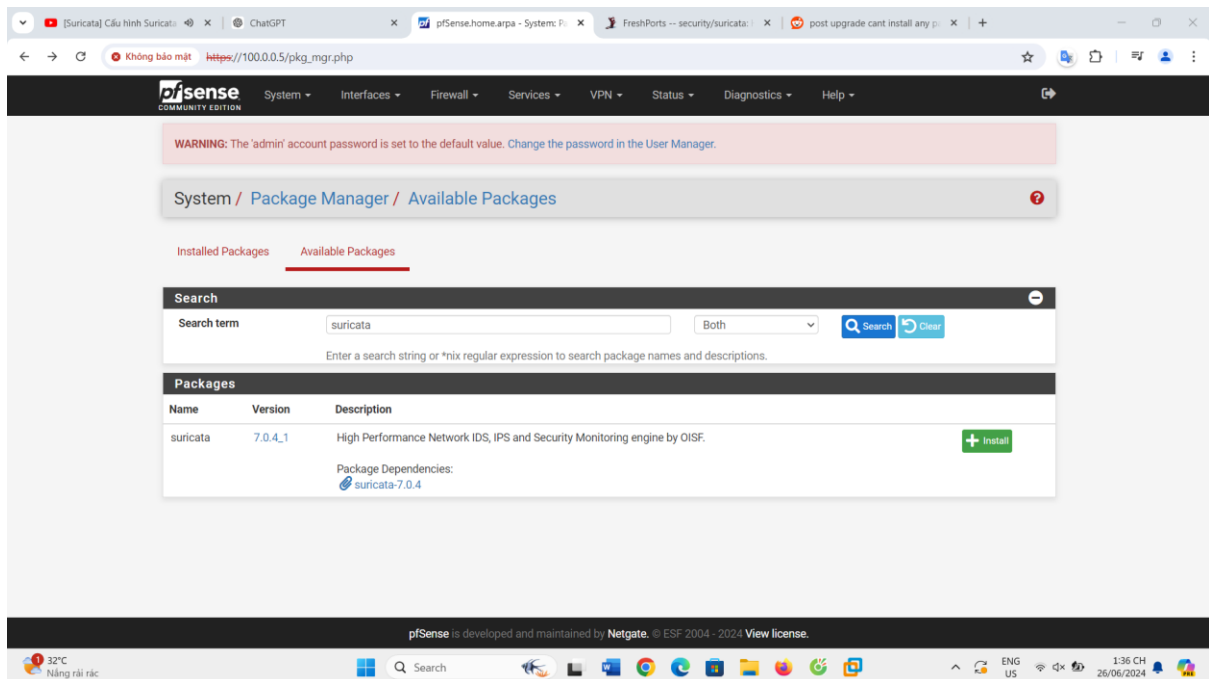 [Suricata] Cấu hình Suricata
ChatGPT
pfSense.home.arpa - System: Pa
FreshPorts -- security/suricata:
post upgrade cant install any pa
Không bảo mật https://100.0.0.5/pkg_mgr.php
pfsense
COMMUNITY EDITION
System Interfaces Firewall Services VPN Status Diagnostics Help
WARNING: The 'admin' account password is set to the default value. Change the password in the User Manager.
System / Package Manager / Available Packages
Installed Packages Available Packages
Search
Search term suricata Both Search Clear
Enter a search string or *nix regular expression to search package names and descriptions.
Packages
Name Version Description
suricata 7.0.4_1 High Performance Network IDS, IPS and Security Monitoring engine by OISF. Install
Package Dependencies:
suricata-7.0.4
pfSense is developed and maintained by Netgate. © ESF 2004 - 2024 View license.
1
32°C
Nắng rải rác
Search
ENG
US
1:36 CH
26/06/2024
PRE